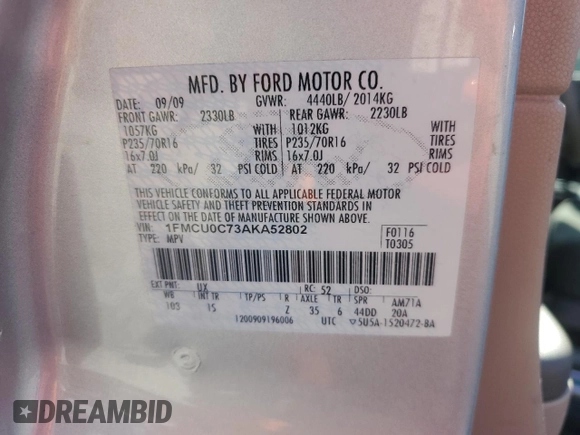 MFD. BY FORD MOTOR CO.
DATE: 09/09 GVWR: 4440LB/ 2014KG
FRONT GAWR: 2330LB REAR GAWR: 2230LB
1057KG WITH 1012KG WITH
P235/70R16 TIRES P235/70R16 TIRES
16x7.0J RIMS 16x7.0J RIMS
AT 220 kPa/ 32 PSI COLD AT 220 kPa/ 32 PSI COLD
THIS VEHICLE CONFORMS TO ALL APPLICABLE FEDERAL MOTOR
VEHICLE SAFETY AND THEFT PREVENTION STANDARDS IN
EFFECT ON THE DATE OF MANUFACTURE SHOWN ABOVE.
VIN: 1FMCU0C73AKA52802 F0116
TYPE: MPV T0305
EXT PNT: UX RC: 52 DSO:
WB INT TR TP/PS R AXLE TR SPR AM71A
103 IS Z 35 6 44DD 20A
1200909196006 UTC 5U5A-1520472-BA
DREAMBID